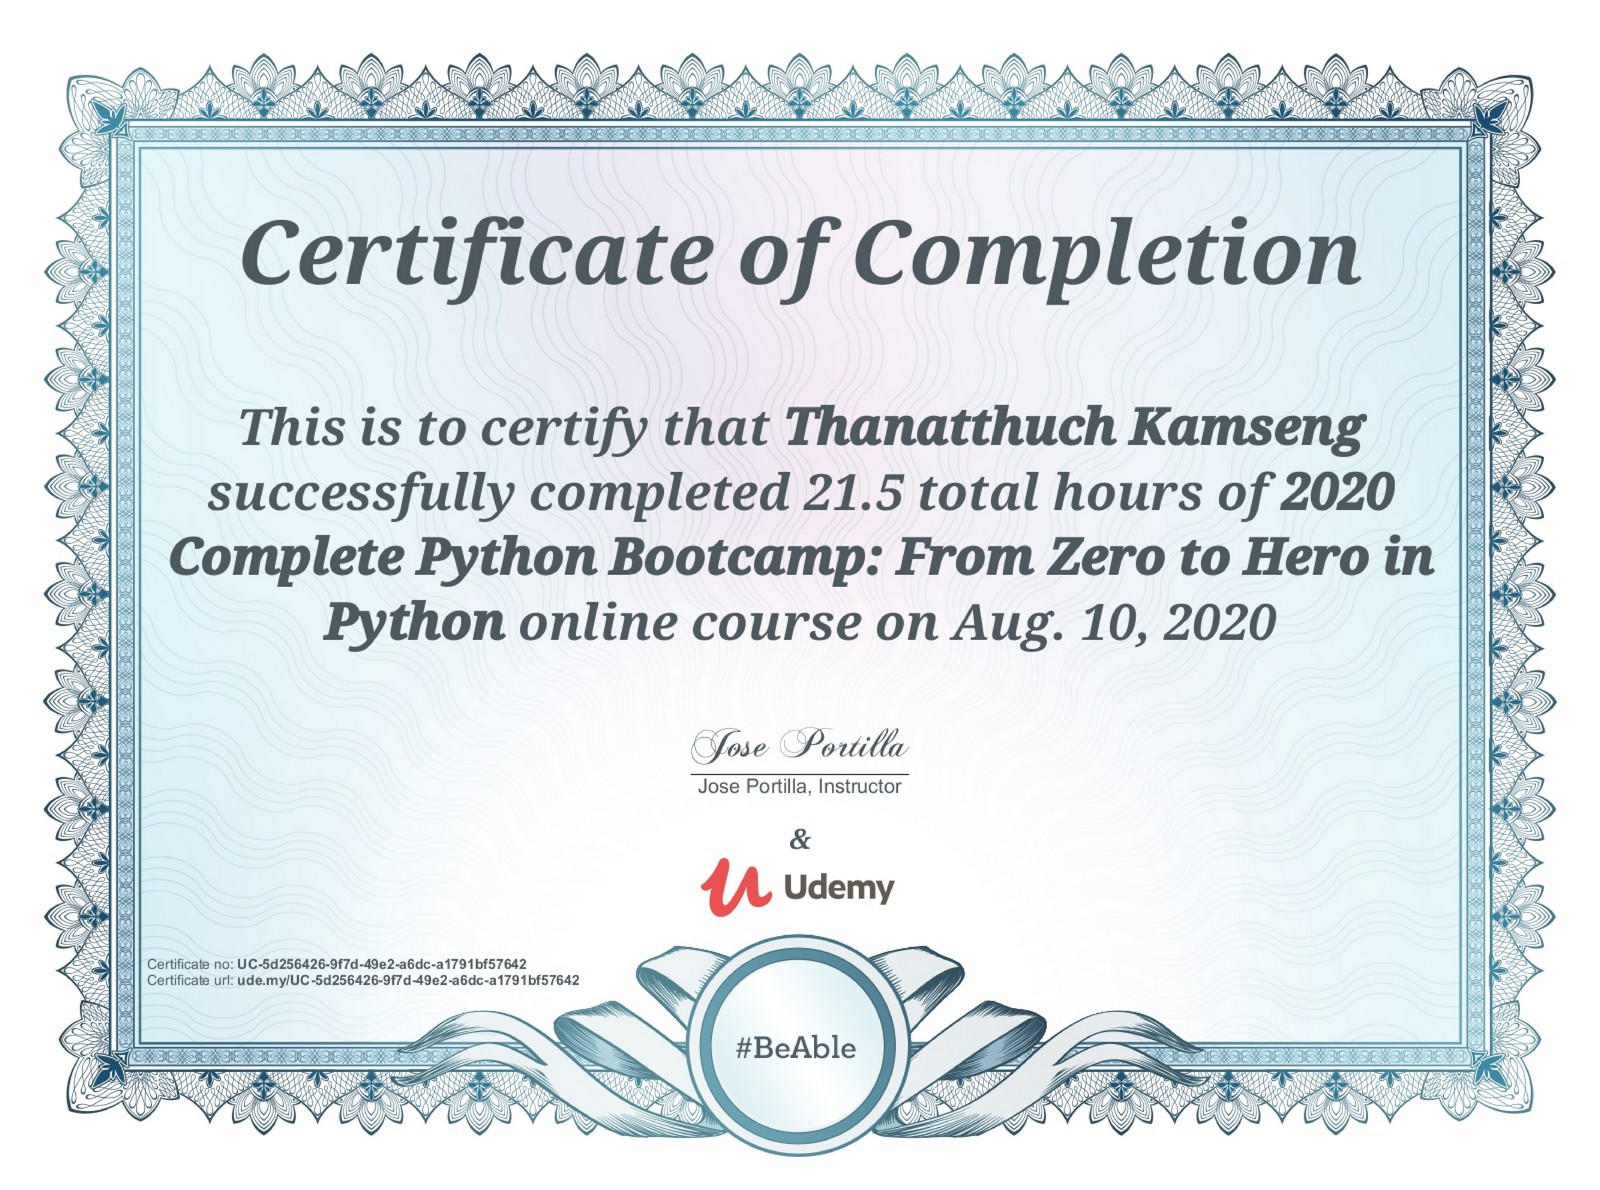 Certificate of Completion
This is to certify that Thanatthuch Kamseng
successfully completed 21.5 total hours of 2020
Complete Python Bootcamp: From Zero to Hero in
Python online course on Aug. 10, 2020
Jose Portilla
Jose Portilla, Instructor
&
Udemy
Certificate no: UC-5d256426-9f7d-49e2-a6dc-a1791bf57642
Certificate url: ude.my/UC-5d256426-9f7d-49e2-a6dc-a1791bf57642
#BeAble